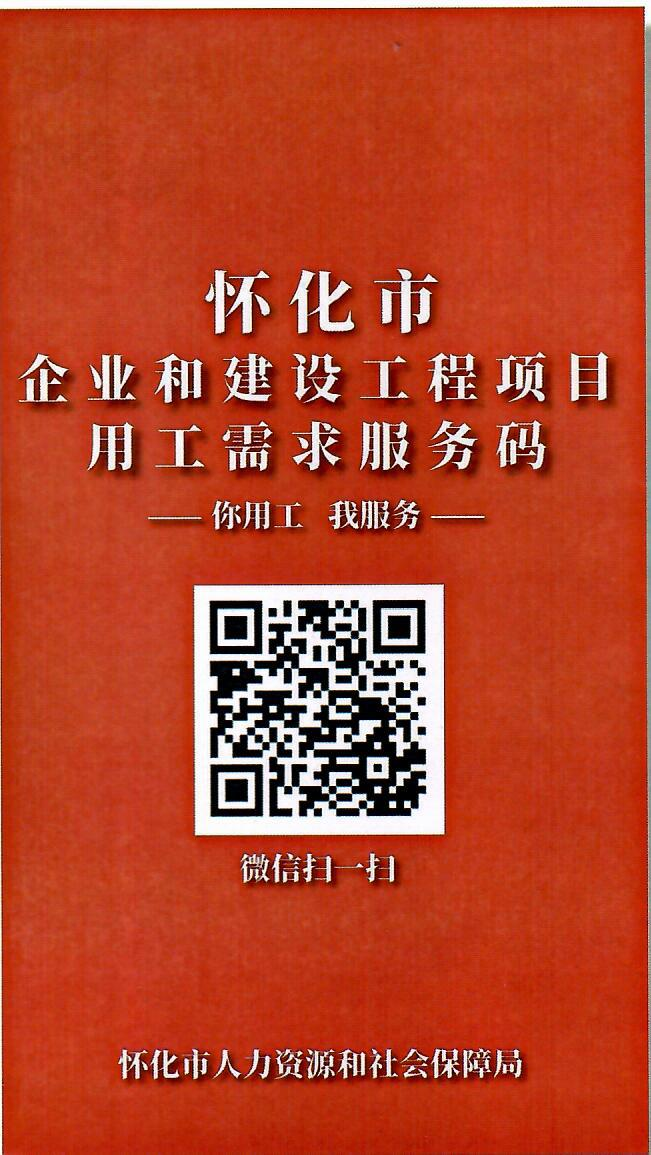 怀化市
企业和建设工程项目
用工需求服务码
—— 你用工 我服务 ——
微信扫一扫
怀化市人力资源和社会保障局